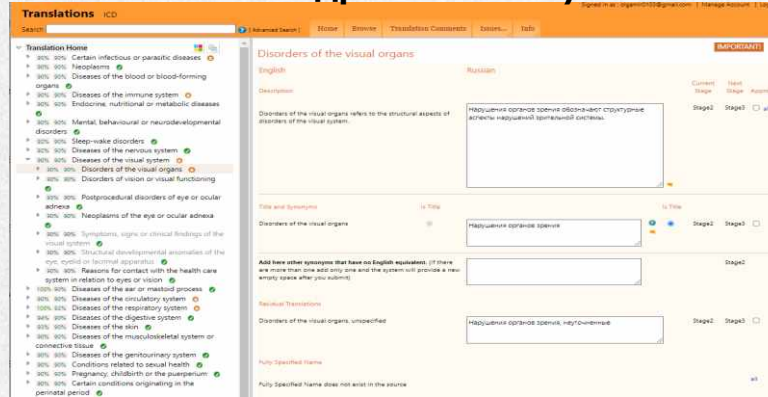 Translations ICD
Signed in as : Manage Account
Search [ Advanced Search ] Home Browse Translation Comments Issues... Info
Translation Home
90% 90% Certain infectious or parasitic diseases
90% 90% Neoplasms
90% 90% Diseases of the blood or blood-forming
organs
90% 90% Diseases of the immune system
90% 90% Endocrine, nutritional or metabolic diseases
90% 90% Mental, behavioural or neurodevelopmental
disorders
90% 90% Sleep-wake disorders
90% 90% Diseases of the nervous system
90% 90% Diseases of the visual system
90% 90% Disorders of the visual organs
90% 90% Disorders of vision or visual functioning
90% 90% Postprocedural disorders of eye or ocular
adnexa
90% 90% Neoplasms of the eye or ocular adnexa
90% 90% Symptoms, signs or clinical findings of the
visual system
90% 90% Structural developmental anomalies of the
eye, eyelid or lacrimal apparatus
90% 90% Reasons for contact with the health care
system in relation to eyes or vision
100% 90% Diseases of the ear or mastoid process
90% 90% Diseases of the circulatory system
Diseases of the respiratory system
Diseases of the digestive system
Diseases of the skin
90% 90% Diseases of the musculoskeletal system or
connective tissue
90% 90% Diseases of the genitourinary system
90% 90% Conditions related to sexual health
90% 90% Pregnancy, childbirth or the puerperium
90% 90% Certain conditions originating in the
perinatal period
IMPORTANT!
Disorders of the visual organs
English Russian
Description Current Stage Next Stage
Disorders of the visual organs refers to the structural aspects of
disorders of the visual system.
Нарушения органов зрения обозначают структурные
аспекты нарушений зрительной системы.
Stage2 Stage3
Title and Synonyms Is Title Is Title
Disorders of the visual organs Нарушения органов зрения Stage2 Stage3
Add here other synonyms that have no English equivalent. (if there
are more than one add only one and the system will provide a new
empty space after you submit)
Stage2
Residual Translations
Disorders of the visual organs, unspecified Нарушения органов зрения, неуточненные Stage2 Stage3
Fully Specified Name
Fully Specified Name does not exist in the source
all